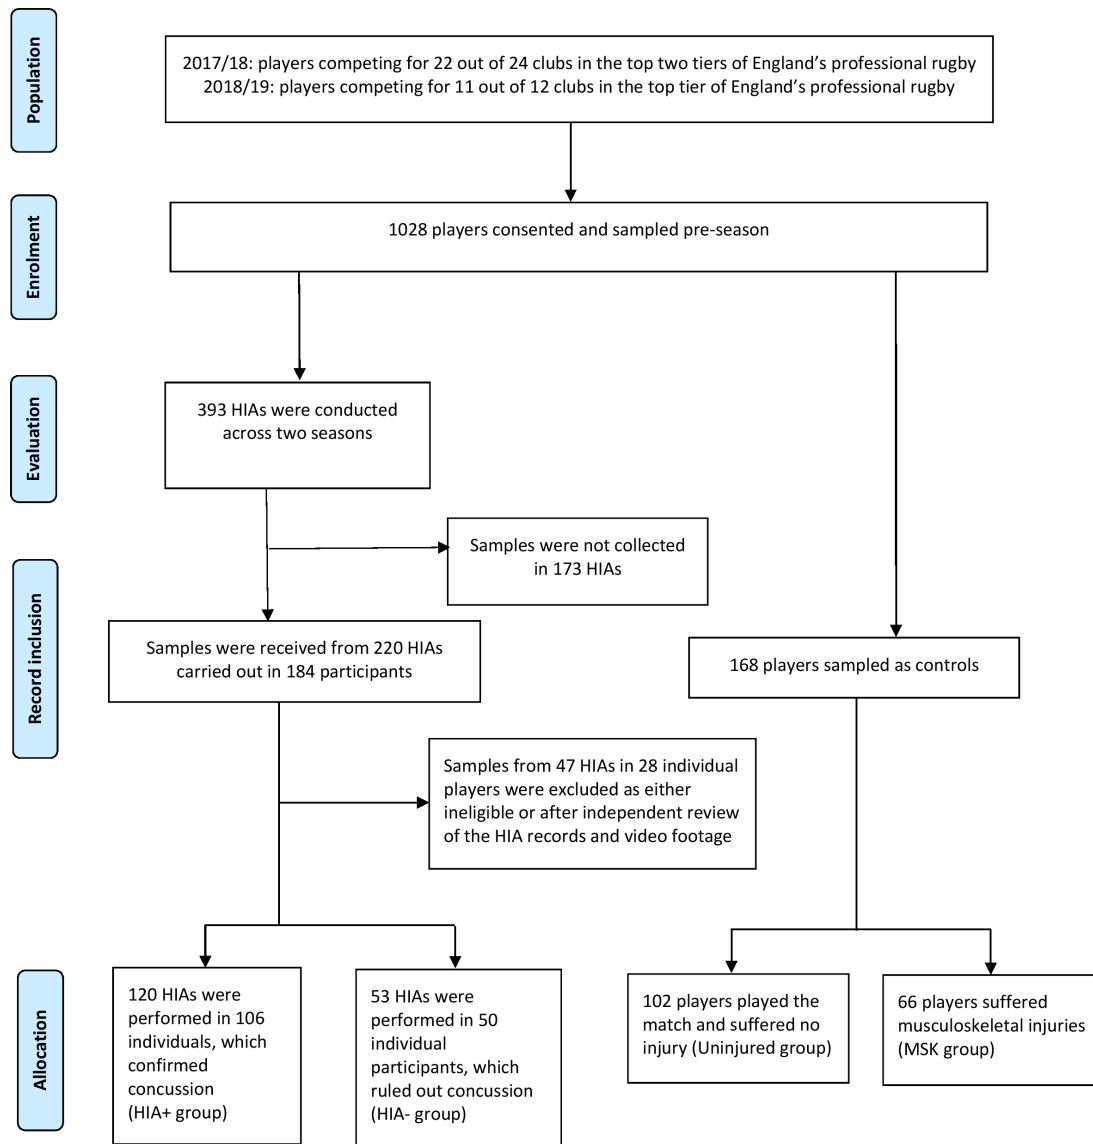 Population
2017/18: players competing for 22 out of 24 clubs in the top two tiers of England’s professional rugby
2018/19: players competing for 11 out of 12 clubs in the top tier of England’s professional rugby
Enrolment
1028 players consented and sampled pre-season
Evaluation
393 HIAs were conducted
across two seasons
Samples were not collected
in 173 HIAs
Record inclusion
Samples were received from 220 HIAs
carried out in 184 participants
168 players sampled as controls
Samples from 47 HIAs in 28 individual
players were excluded as either
ineligible or after independent review
of the HIA records and video footage
Allocation
120 HIAs were
performed in 106
individuals, which
confirmed
concussion
(HIA+ group)
53 HIAs were
performed in 50
individual
participants, which
ruled out concussion
(HIA- group)
102 players played the
match and suffered no
injury (Uninjured group)
66 players suffered
musculoskeletal injuries
(MSK group)